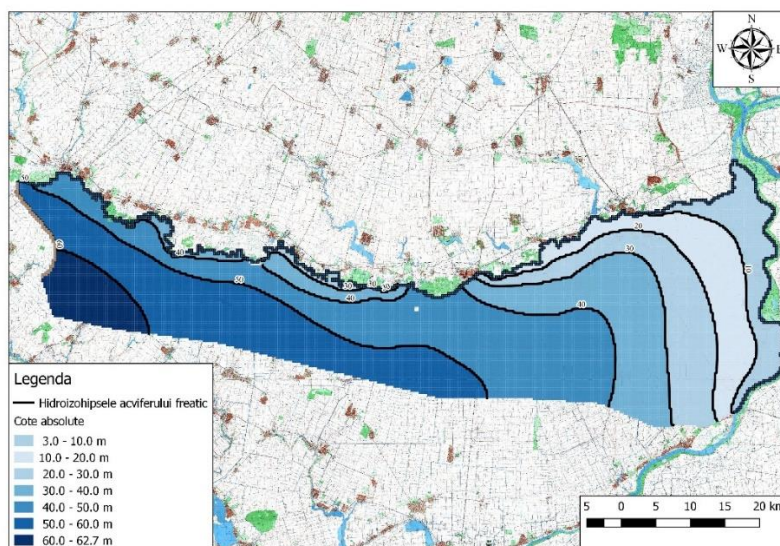 N
W
E
S
50
60
40
50
40
30
30
30
20
30
40
10
Legenda
Hidroizohipsele acviferului freatic
Cote absolute
3.0 - 10.0 m
10.0 - 20.0 m
20.0 - 30.0 m
30.0 - 40.0 m
40.0 - 50.0 m
50.0 - 60.0 m
60.0 - 62.7 m
5 0 5 10 15 20 km